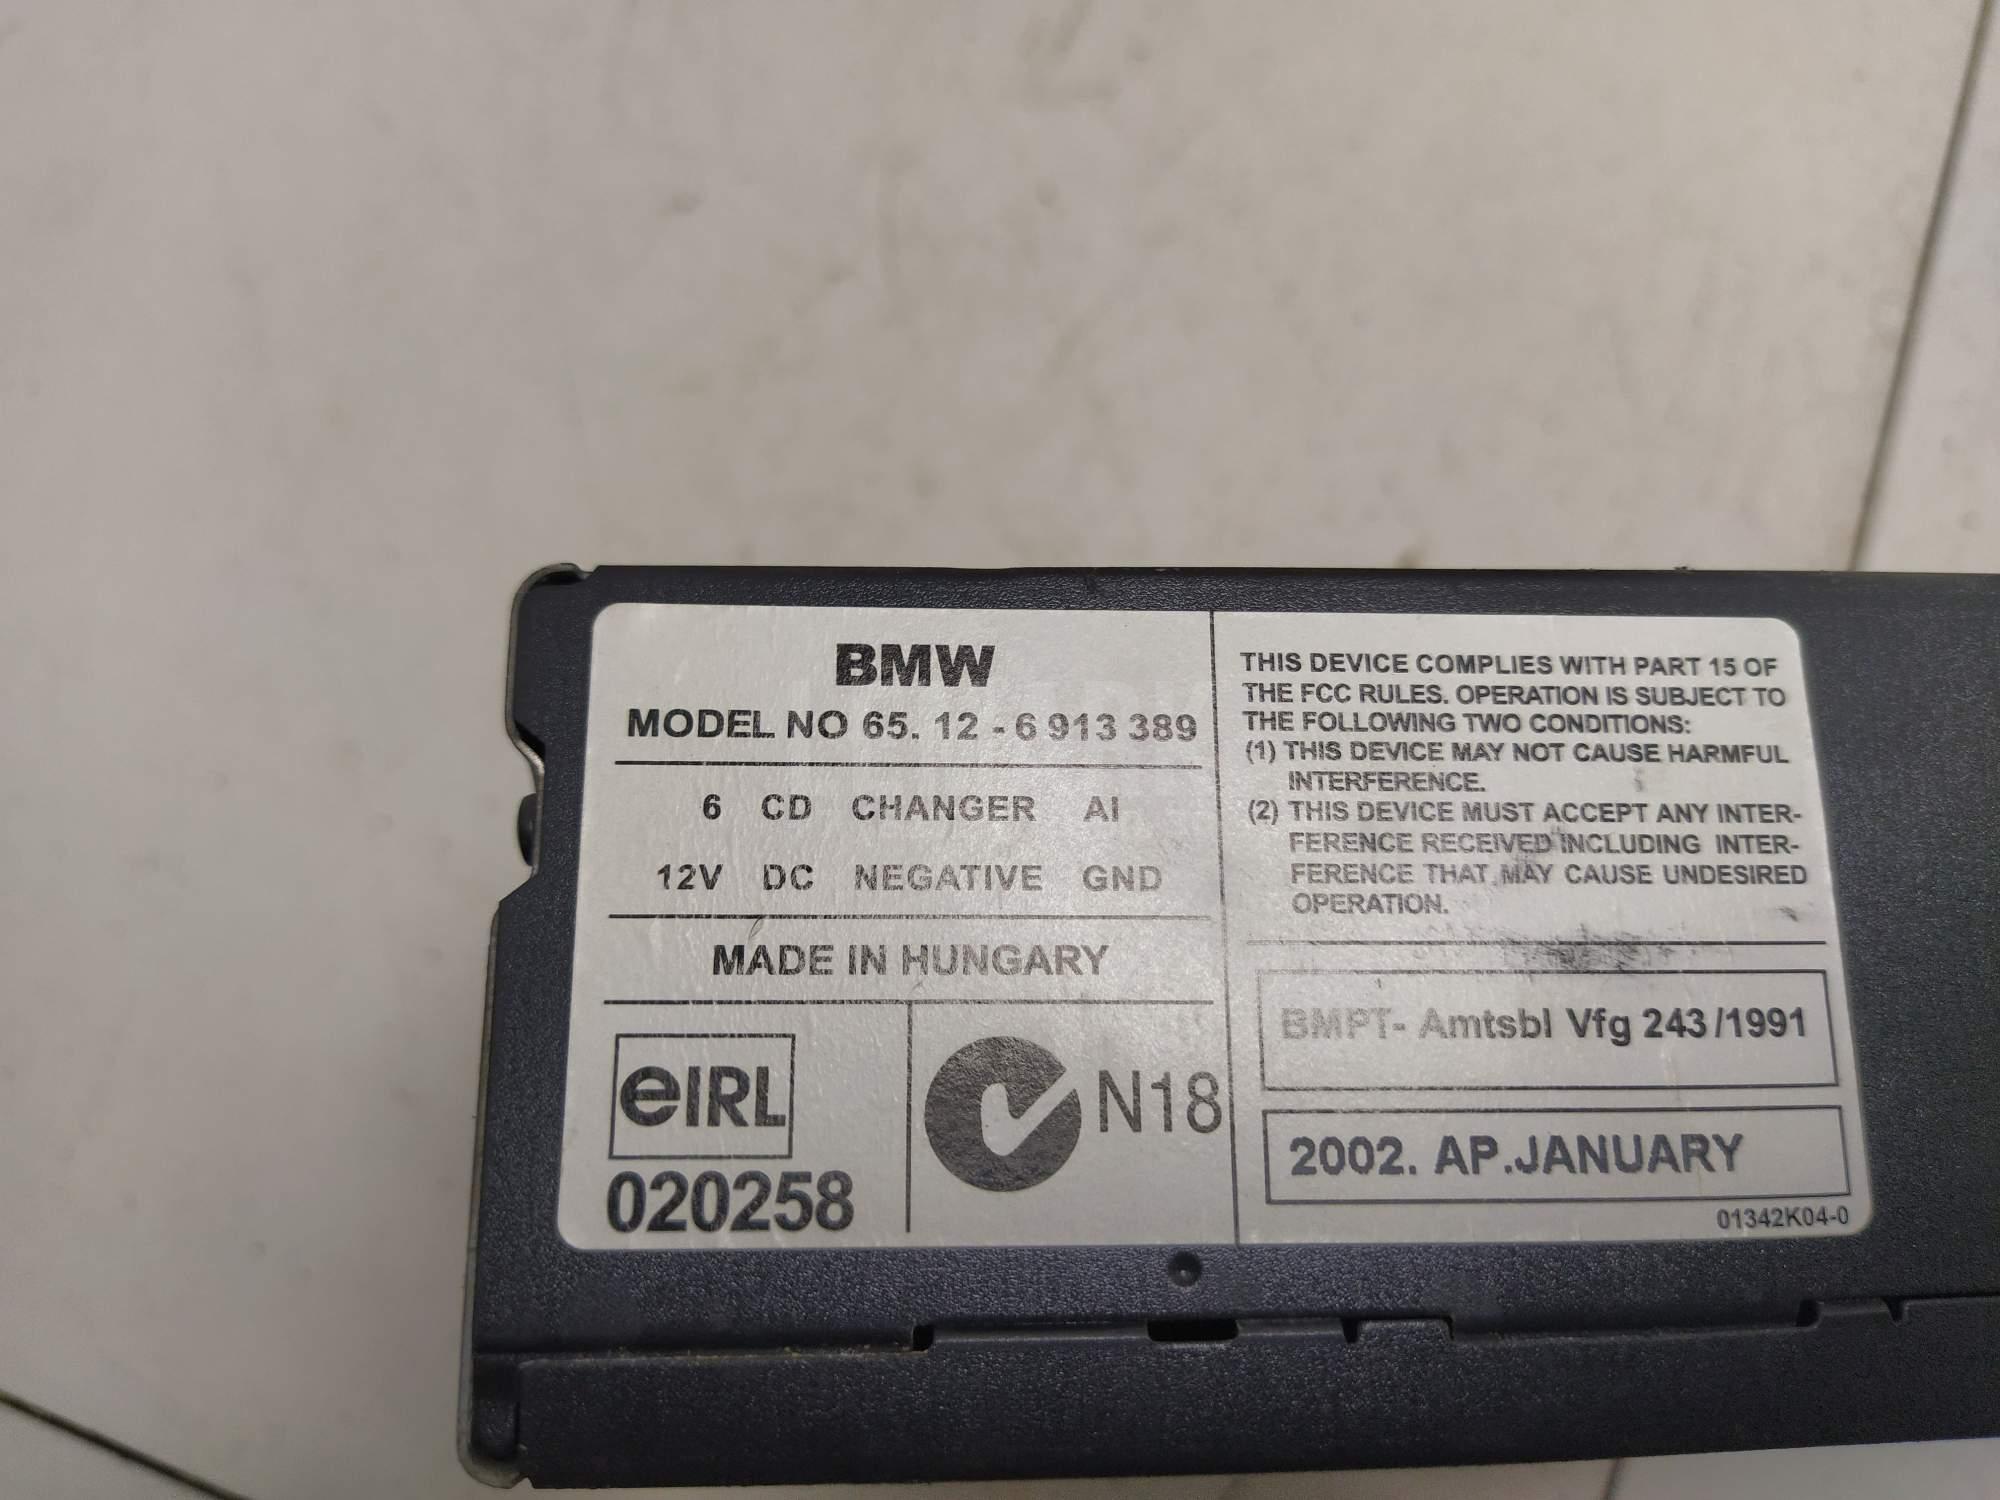 BMW
MODEL NO 65. 12 - 6 913 389
6 CD CHANGER AI
12V DC NEGATIVE GND
MADE IN HUNGARY
eIRL
020258
N18
THIS DEVICE COMPLIES WITH PART 15 OF
THE FCC RULES. OPERATION IS SUBJECT TO
THE FOLLOWING TWO CONDITIONS:
(1) THIS DEVICE MAY NOT CAUSE HARMFUL
INTERFERENCE.
(2) THIS DEVICE MUST ACCEPT ANY INTER-
FERENCE RECEIVED INCLUDING INTER-
FERENCE THAT MAY CAUSE UNDESIRED
OPERATION.
BMPT- Amtsbl Vfg 243/1991
2002. AP.JANUARY
01342K04-0